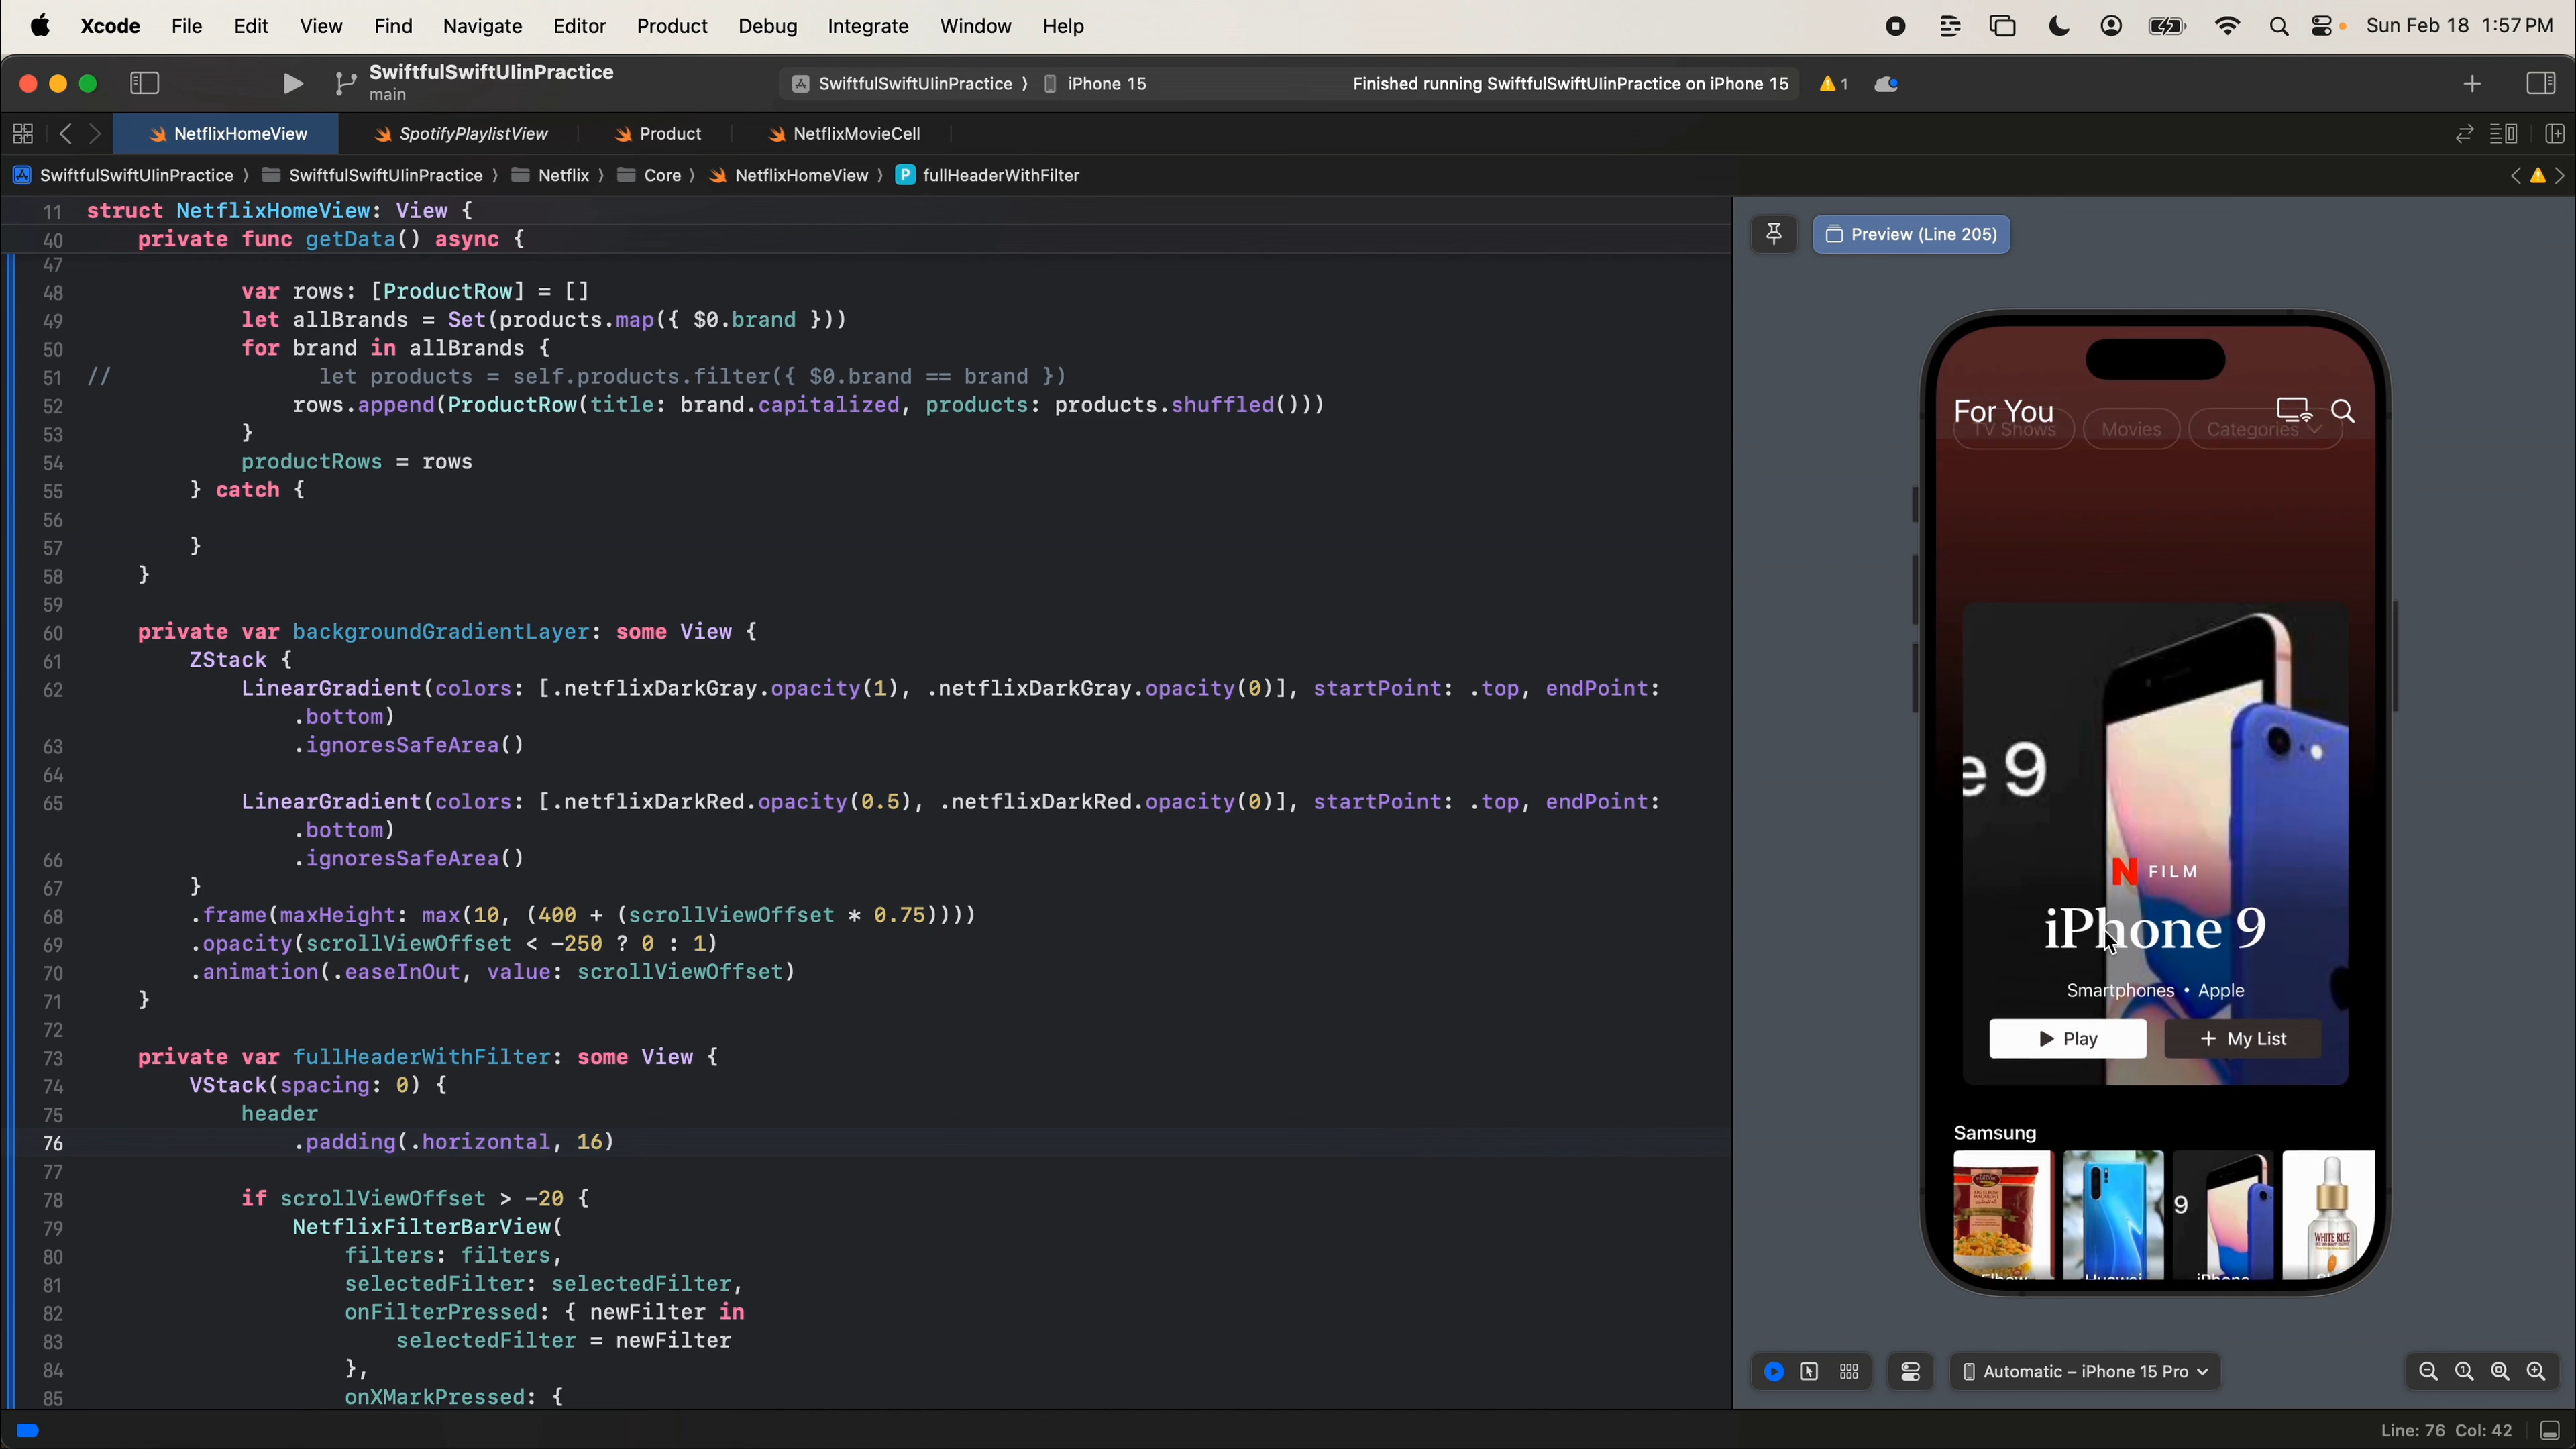 Xcode File Edit View Find Navigate Editor Product Debug Integrate Window Help Sun Feb 18 1:57 PM
SwiftfulSwiftUIinPractice
main
SwiftfulSwiftUIinPractice 〉 iPhone 15 Finished running SwiftfulSwiftUIinPractice on iPhone 15 1
NetflixHomeView SpotifyPlaylistView Product NetflixMovieCell
SwiftfulSwiftUIinPractice 〉 SwiftfulSwiftUIinPractice 〉 Netflix 〉 Core 〉 NetflixHomeView 〉 P fullHeaderWithFilter
11 struct NetflixHomeView: View {
40 private func getData() async {
47
48 var rows: [ProductRow] = []
49 let allBrands = Set(products.map({ $0.brand }))
50 for brand in allBrands {
51 // let products = self.products.filter({ $0.brand == brand })
52 rows.append(ProductRow(title: brand.capitalized, products: products.shuffled()))
53 }
54 productRows = rows
55 } catch {
56
57 }
58 }
59
60 private var backgroundGradientLayer: some View {
61 ZStack {
62 LinearGradient(colors: [.netflixDarkGray.opacity(1), .netflixDarkGray.opacity(0)], startPoint: .top, endPoint:
.bottom)
63 .ignoresSafeArea()
64
65 LinearGradient(colors: [.netflixDarkRed.opacity(0.5), .netflixDarkRed.opacity(0)], startPoint: .top, endPoint:
.bottom)
66 .ignoresSafeArea()
67 }
68 .frame(maxHeight: max(10, (400 + (scrollViewOffset * 0.75))))
69 .opacity(scrollViewOffset < -250 ? 0 : 1)
70 .animation(.easeInOut, value: scrollViewOffset)
71 }
72
73 private var fullHeaderWithFilter: some View {
74 VStack(spacing: 0) {
75 header
76 .padding(.horizontal, 16)
77
78 if scrollViewOffset > -20 {
79 NetflixFilterBarView(
80 filters: filters,
81 selectedFilter: selectedFilter,
82 onFilterPressed: { newFilter in
83 selectedFilter = newFilter
84 },
85 onXMarkPressed: {
Preview (Line 205)
For You
TV Shows Movies Categories
e 9
N FILM
iPhone 9
Smartphones • Apple
Play + My List
Samsung
9
WHITE RICE
Elbow Huawei iPhone
Automatic – iPhone 15 Pro
Line: 76 Col: 42